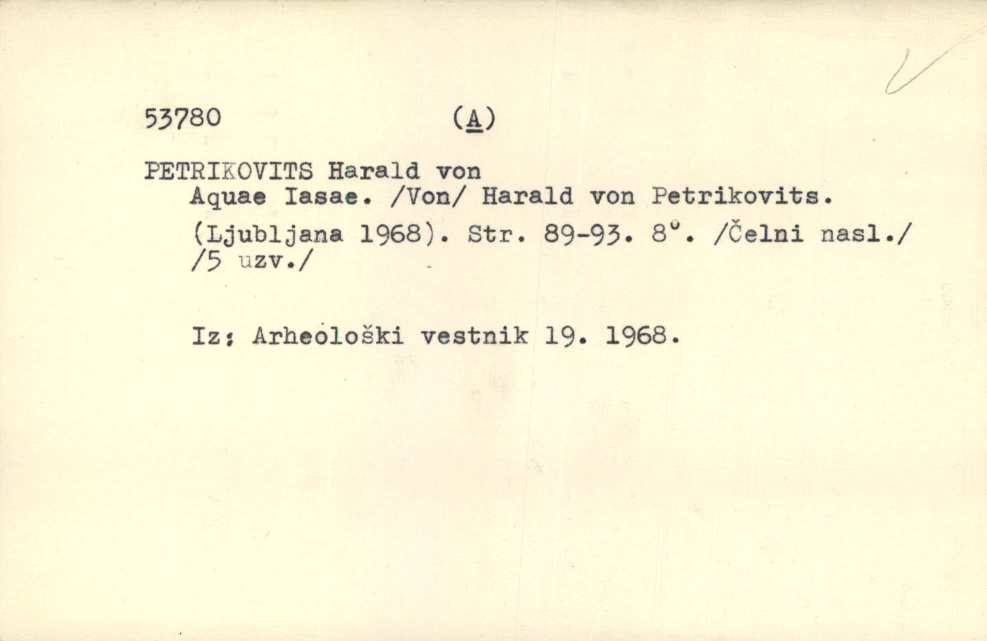 53780 (A)
PETRIKOVITS Harald von
Aquae Iasae. /Von/ Harald von Petrikovits.
(Ljubljana 1968). Str. 89-93. 8°. /Čelni nasl./
/5 uzv./
Iz: Arheološki vestnik 19. 1968.